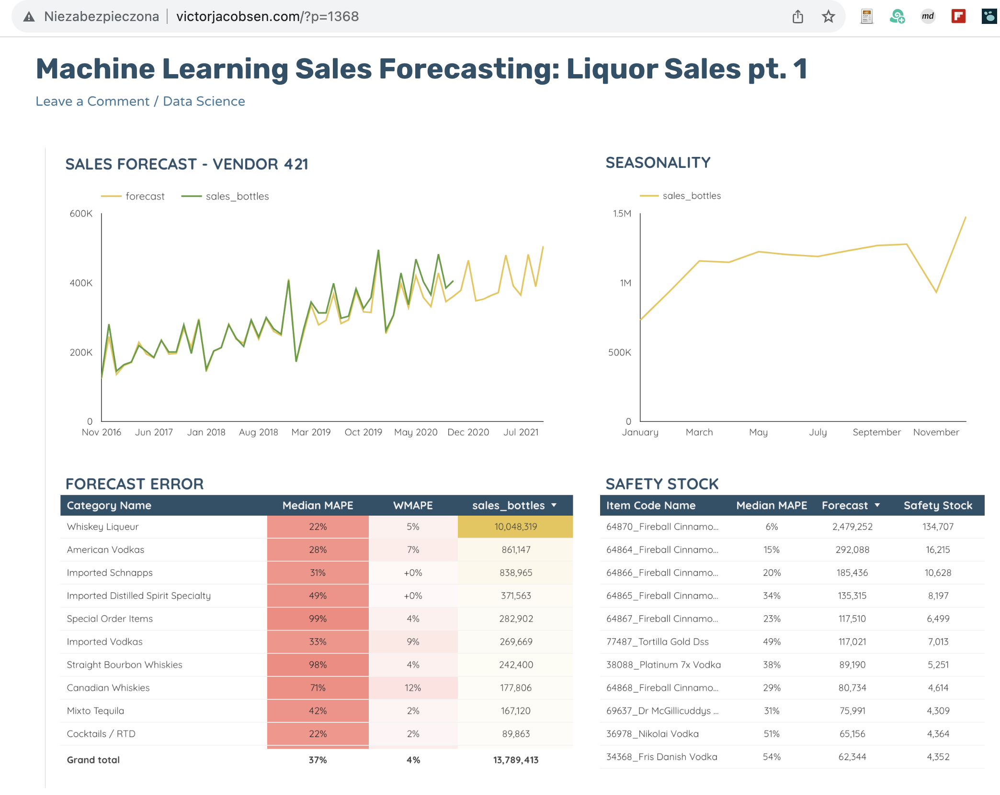 Niezabezpieczona victorjacobsen.com/?p=1368
md
Machine Learning Sales Forecasting: Liquor Sales pt. 1
Leave a Comment / Data Science
SALES FORECAST - VENDOR 421
forecast sales_bottles
600K
400K
200K
0
Nov 2016 Jun 2017 Jan 2018 Aug 2018 Mar 2019 Oct 2019 May 2020 Dec 2020 Jul 2021
SEASONALITY
sales_bottles
1.5M
1M
500K
0
January March May July September November
FORECAST ERROR
Category Name Median MAPE WMAPE sales_bottles
Whiskey Liqueur 22% 5% 10,048,319
American Vodkas 28% 7% 861,147
Imported Schnapps 31% +0% 838,965
Imported Distilled Spirit Specialty 49% +0% 371,563
Special Order Items 99% 4% 282,902
Imported Vodkas 33% 9% 269,669
Straight Bourbon Whiskies 98% 4% 242,400
Canadian Whiskies 71% 12% 177,806
Mixto Tequila 42% 2% 167,120
Cocktails / RTD 22% 2% 89,863
Grand total 37% 4% 13,789,413
SAFETY STOCK
Item Code Name Median MAPE Forecast Safety Stock
64870_Fireball Cinnamo... 6% 2,479,252 134,707
64864_Fireball Cinnamo... 15% 292,088 16,215
64866_Fireball Cinnamo... 20% 185,436 10,628
64865_Fireball Cinnamo... 34% 135,315 8,197
64867_Fireball Cinnamo... 23% 117,510 6,499
77487_Tortilla Gold Dss 49% 117,021 7,013
38088_Platinum 7x Vodka 38% 89,190 5,251
64868_Fireball Cinnamo... 29% 80,734 4,614
69637_Dr McGillicuddys ... 31% 75,991 4,309
36978_Nikolai Vodka 51% 65,156 4,364
34368_Fris Danish Vodka 54% 62,344 4,352